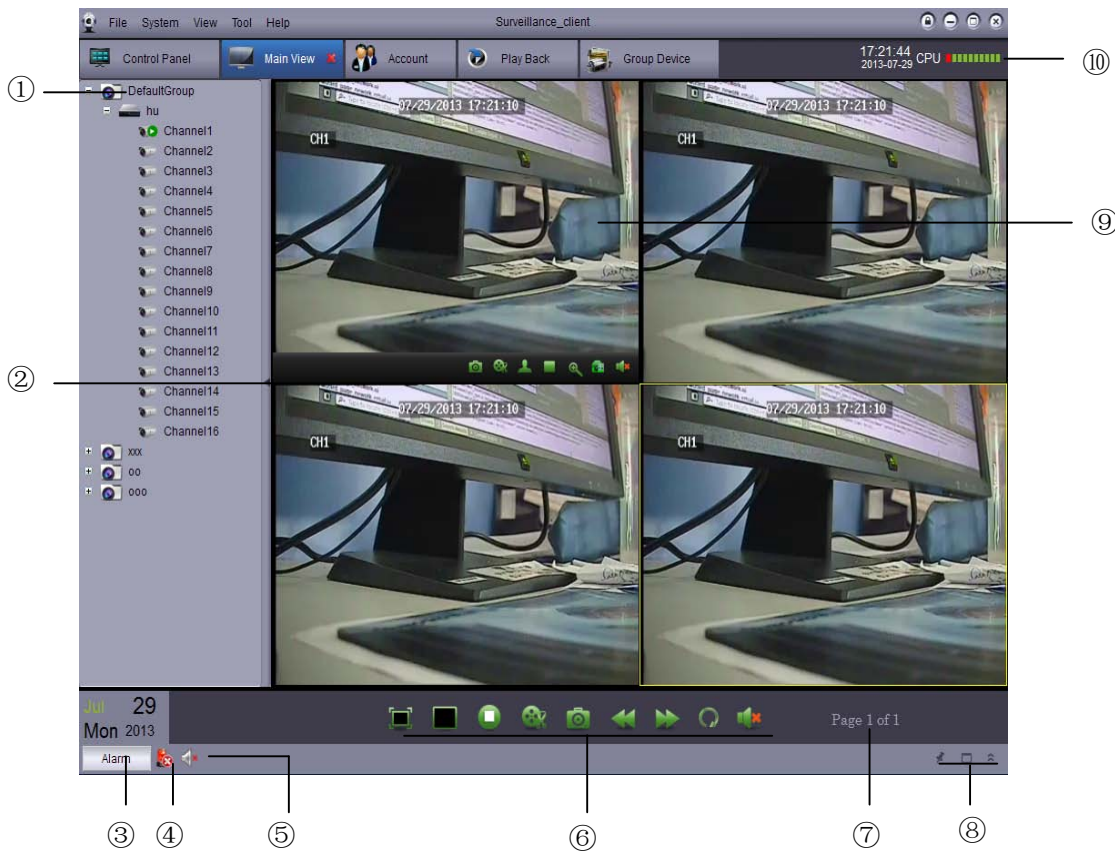 File System View Tool Help
Surveillance_client
Control Panel
Main View
Account
Play Back
Group Device
17:21:44
2013-07-29
CPU
⑩
①
DefaultGroup
hu
Channel1
Channel2
Channel3
Channel4
Channel5
Channel6
Channel7
Channel8
Channel9
Channel10
Channel11
Channel12
Channel13
Channel14
Channel15
Channel16
xxx
oo
ooo
②
07/29/2013 17:21:10
CH1
07/29/2013 17:21:10
CH1
⑨
07/29/2013 17:21:10
CH1
07/29/2013 17:21:10
CH1
Jul 29
Mon 2013
Page 1 of 1
Alarm
③
④
⑤
⑥
⑦
⑧